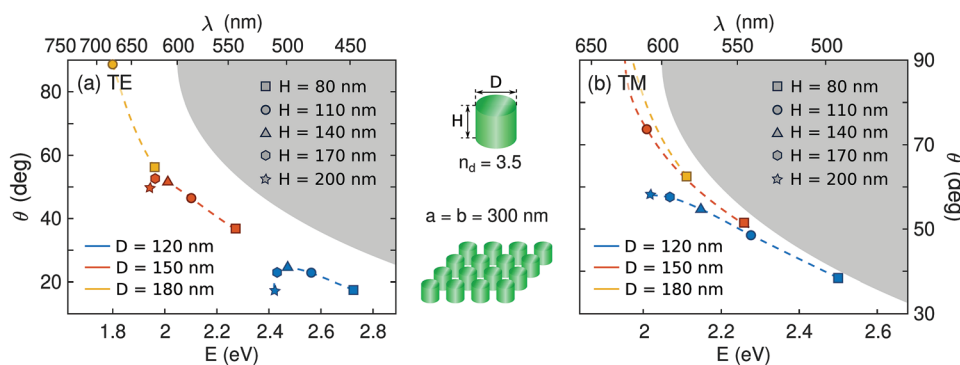 λ (nm)
750 700 650 600 550 500 450
(a) TE
H = 80 nm
H = 110 nm
H = 140 nm
H = 170 nm
H = 200 nm
D = 120 nm
D = 150 nm
D = 180 nm
80
60
40
20
θ (deg)
1.8 2 2.2 2.4 2.6 2.8
E (eV)
D
H
n_d = 3.5
a = b = 300 nm
λ (nm)
650 600 550 500
(b) TM
H = 80 nm
H = 110 nm
H = 140 nm
H = 170 nm
H = 200 nm
D = 120 nm
D = 150 nm
D = 180 nm
90
70
50
30
θ (deg)
2 2.2 2.4 2.6
E (eV)